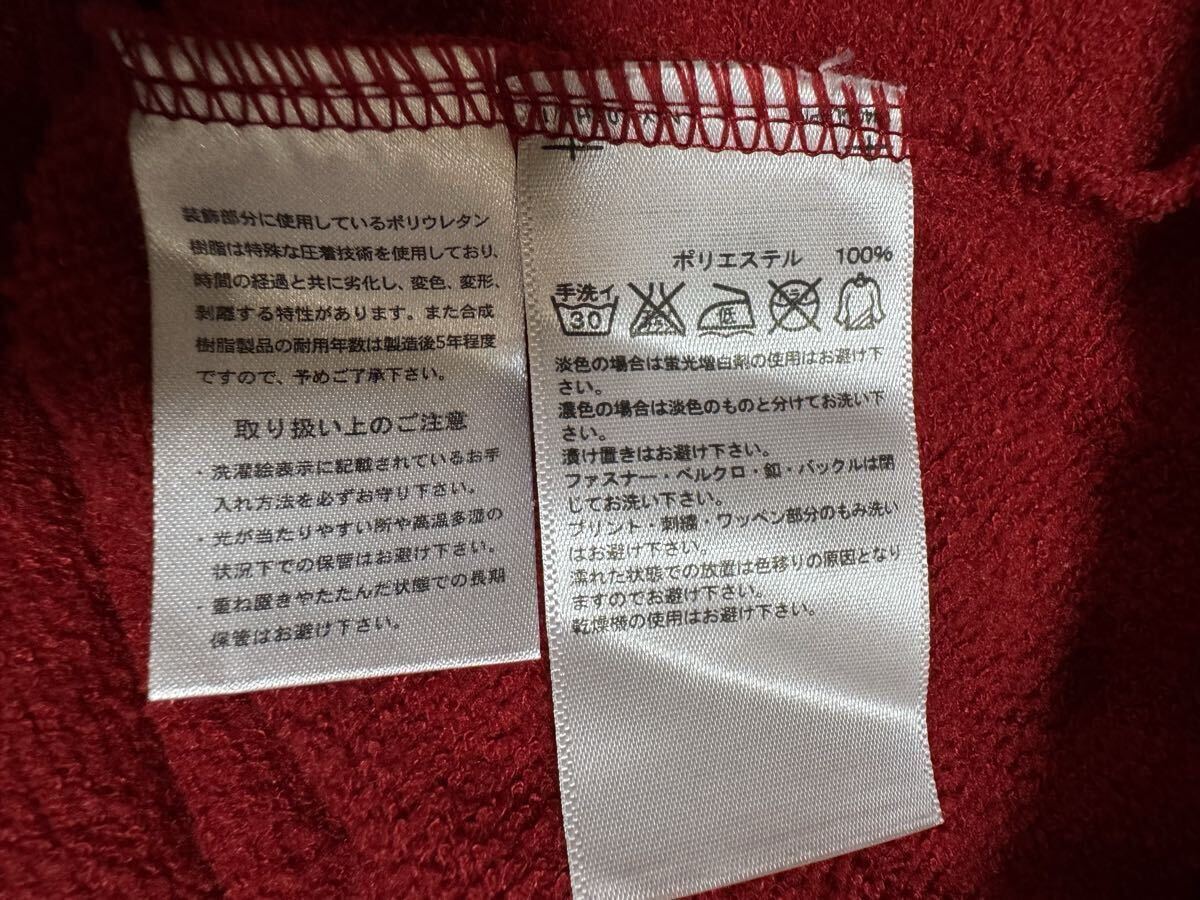 装飾部分に使用しているポリウレタン
樹脂は特殊な圧着技術を使用しており、
時間の経過と共に劣化し、変色、変形、
剥離する特性があります。また合成
樹脂製品の耐用年数は製造後5年程度
ですので、予めご了承下さい。
取り扱い上のご注意
・洗濯絵表示に記載されているお手
入れ方法を必ずお守り下さい。
・光が当たりやすい所や高温多湿の
状況下での保管はお避け下さい。
・重ね置きやたたんだ状態での長期
保管はお避け下さい。
ポリエステル 100%
手洗イ
30
低
淡色の場合は蛍光増白剤の使用はお避け下
さい。
濃色の場合は淡色のものと分けてお洗い下
さい。
漬け置きはお避け下さい。
ファスナー・ベルクロ・釦・バックルは閉
じてお洗い下さい。
プリント・刺繍・ワッペン部分のもみ洗い
はお避け下さい。
濡れた状態での放置は色移りの原因となり
ますのでお避け下さい。
乾燥機の使用はお避け下さい。